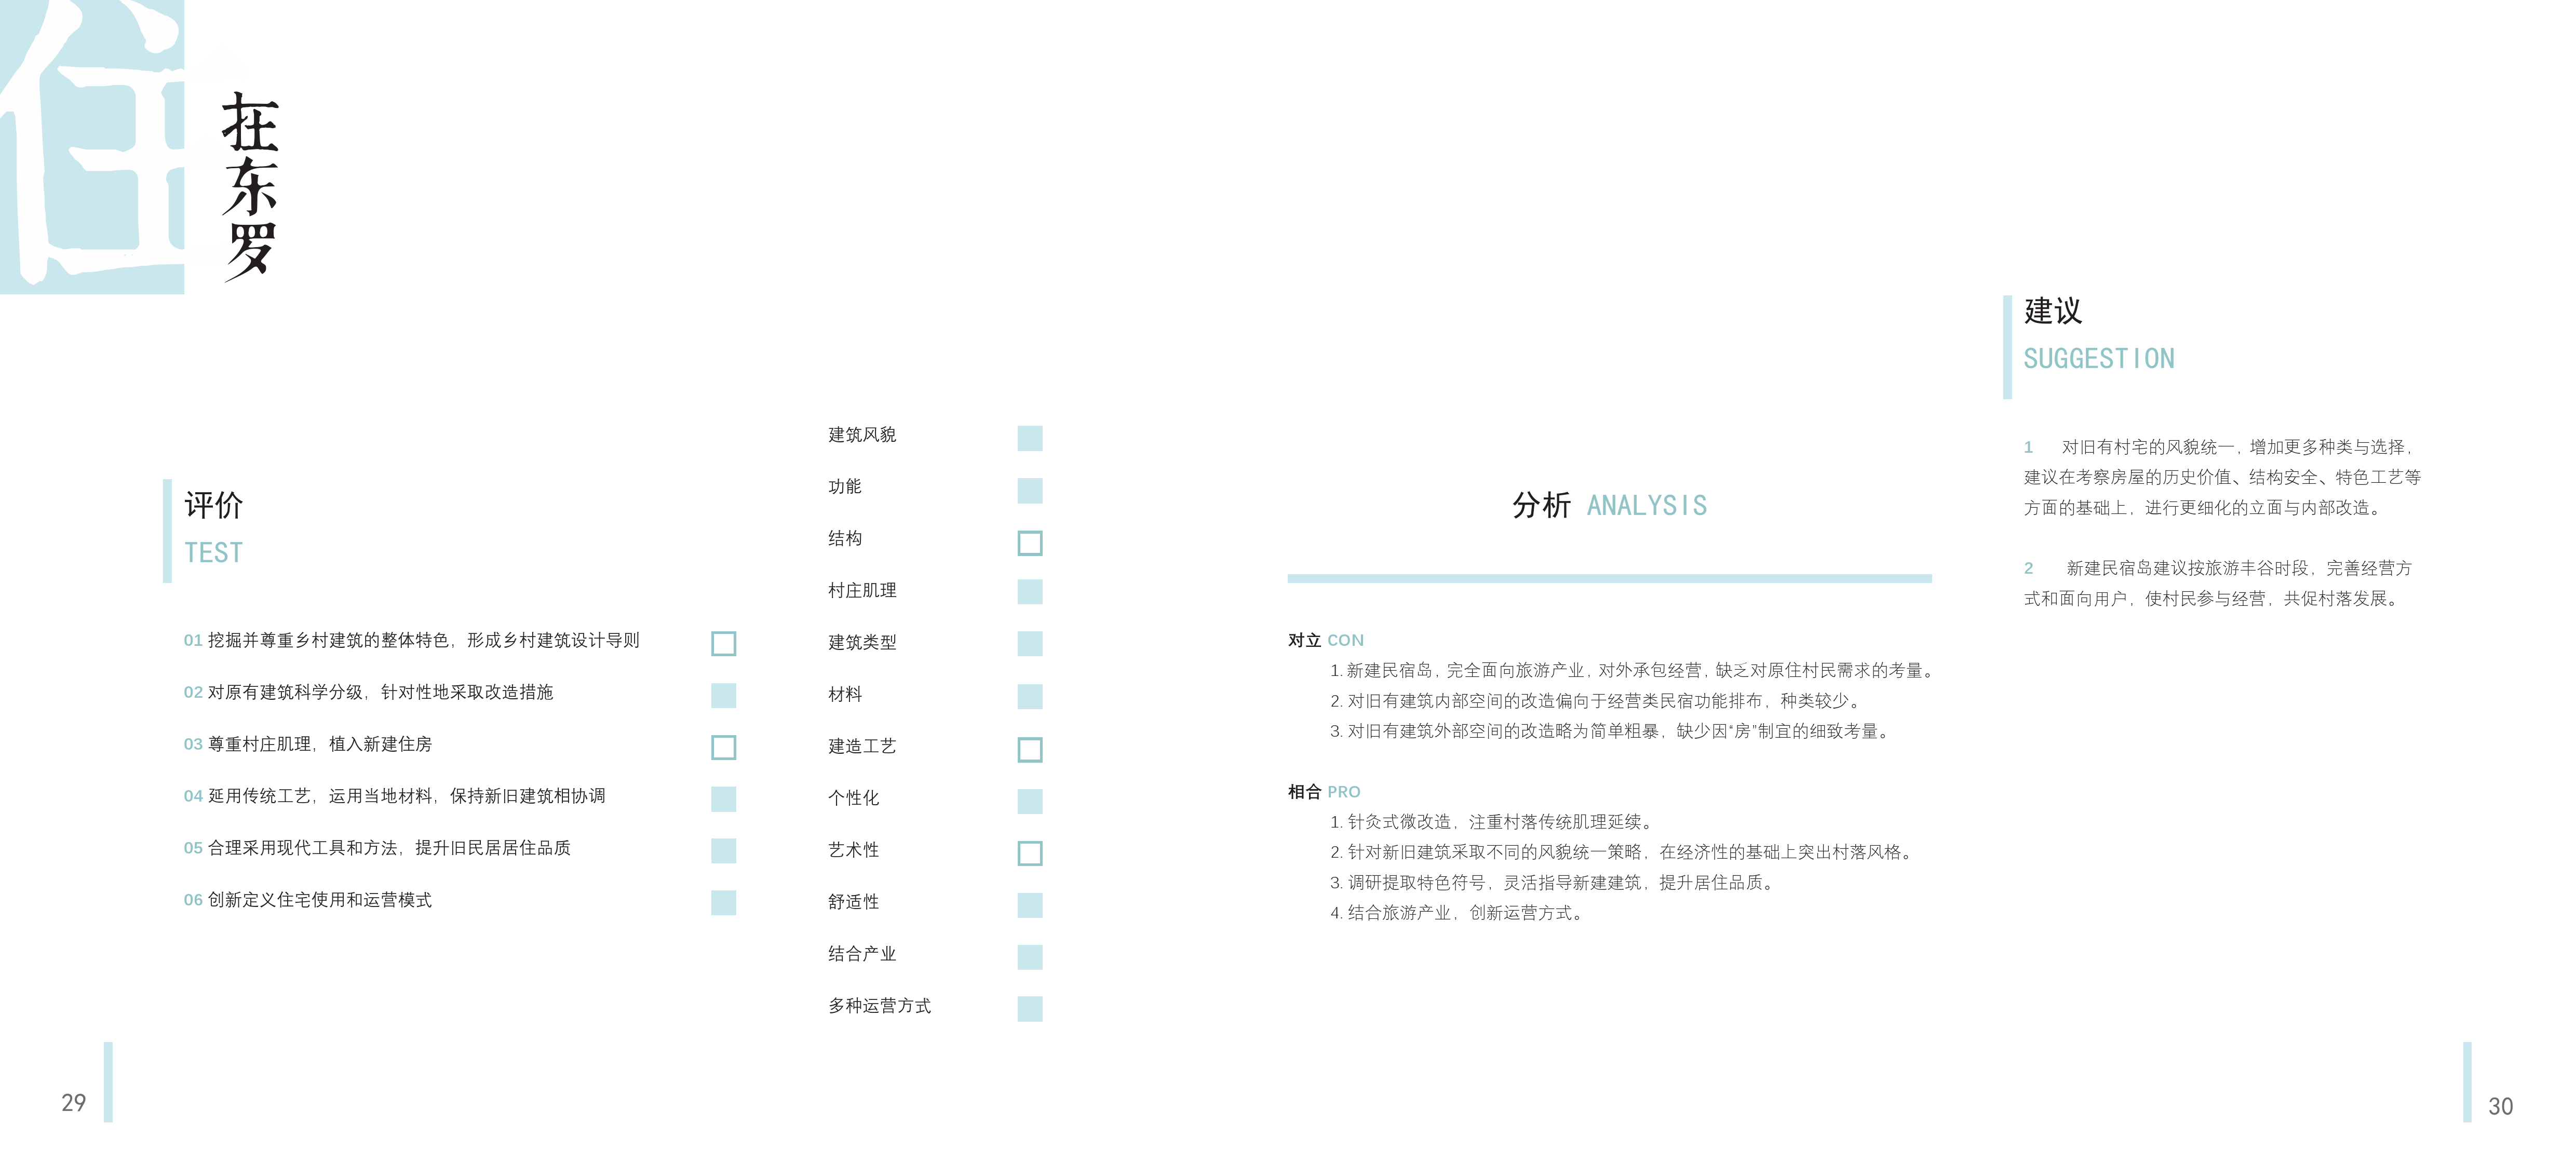 住
在东罗
评价
TEST
01 挖掘并尊重乡村建筑的整体特色，形成乡村建筑设计导则
02 对原有建筑科学分级，针对性地采取改造措施
03 尊重村庄肌理，植入新建住房
04 延用传统工艺，运用当地材料，保持新旧建筑相协调
05 合理采用现代工具和方法，提升旧民居居住品质
06 创新定义住宅使用和运营模式
建筑风貌
功能
结构
村庄肌理
建筑类型
材料
建造工艺
个性化
艺术性
舒适性
结合产业
多种运营方式
29
分析 ANALYSIS
对立 CON
1. 新建民宿岛，完全面向旅游产业，对外承包经营，缺乏对原住村民需求的考量。
2. 对旧有建筑内部空间的改造偏向于经营类民宿功能排布，种类较少。
3. 对旧有建筑外部空间的改造略为简单粗暴，缺少因“房”制宜的细致考量。
相合 PRO
1. 针灸式微改造，注重村落传统肌理延续。
2. 针对新旧建筑采取不同的风貌统一策略，在经济性的基础上突出村落风格。
3. 调研提取特色符号，灵活指导新建建筑，提升居住品质。
4. 结合旅游产业，创新运营方式。
建议
SUGGESTION
1 对旧有村宅的风貌统一，增加更多种类与选择，
建议在考察房屋的历史价值、结构安全、特色工艺等
方面的基础上，进行更细化的立面与内部改造。
2 新建民宿岛建议按旅游丰谷时段，完善经营方
式和面向用户，使村民参与经营，共促村落发展。
30